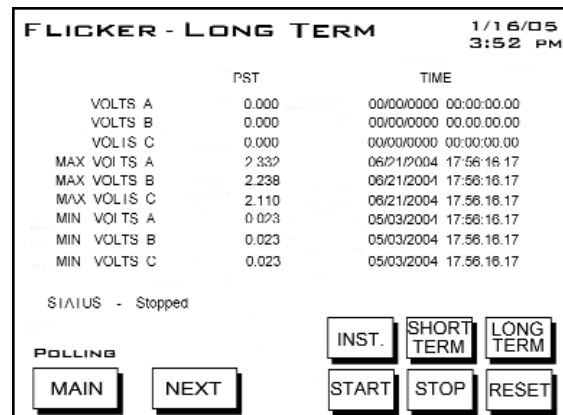 FLICKER - LONG TERM
1/16/05
3:52 PM
PST TIME
VOLTS A 0.000 00/00/0000 00:00:00.00
VOLTS B 0.000 00/00/0000 00:00:00.00
VOLTS C 0.000 00/00/0000 00:00:00.00
MAX VOLTS A 2.332 06/21/2004 17:56:16.17
MAX VOLTS B 2.238 06/21/2004 17:56:16.17
MAX VOLTS C 2.110 06/21/2004 17:56:16.17
MIN VOLTS A 0.023 05/03/2004 17:56:16.17
MIN VOLTS B 0.023 05/03/2004 17:56:16.17
MIN VOLTS C 0.023 05/03/2004 17:56:16.17
STATUS - Stopped
INST. SHORT TERM LONG TERM
POLLING
MAIN NEXT START STOP RESET